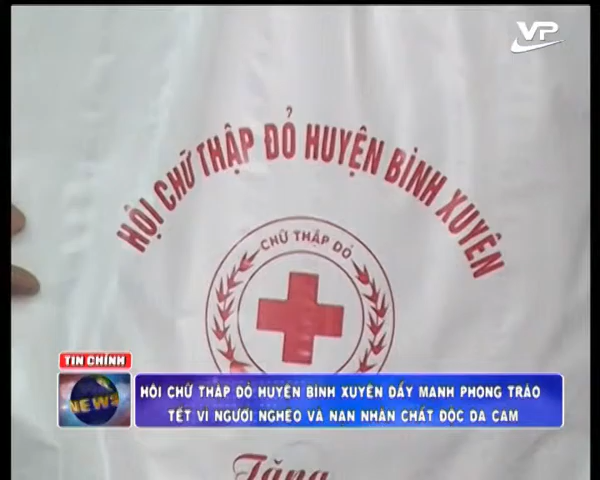 VP
HỘI CHỮ THẬP ĐỎ HUYỆN BÌNH XUYÊN
CHỮ THẬP ĐỎ
TIN CHÍNH
NEWS
HỘI CHỮ THẬP ĐỎ HUYỆN BÌNH XUYÊN ĐẨY MẠNH PHONG TRÀO
TẾT VÌ NGƯỜI NGHÈO VÀ NẠN NHÂN CHẤT ĐỘC DA CAM
Tặng